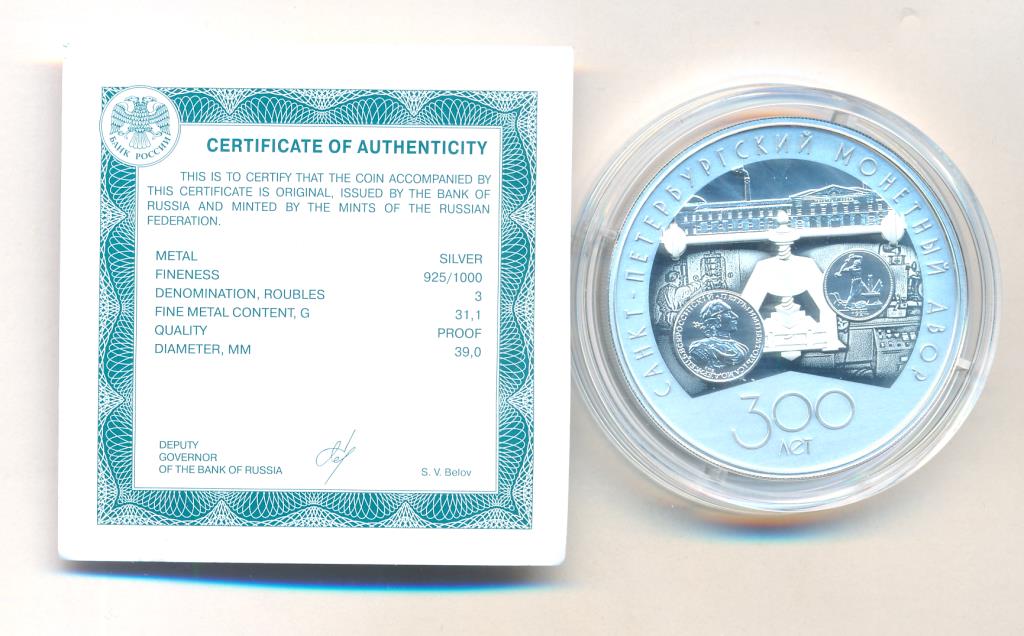 БАНК РОССИИ
CERTIFICATE OF AUTHENTICITY
THIS IS TO CERTIFY THAT THE COIN ACCOMPANIED BY
THIS CERTIFICATE IS ORIGINAL, ISSUED BY THE BANK OF
RUSSIA AND MINTED BY THE MINTS OF THE RUSSIAN
FEDERATION.
METAL SILVER
FINENESS 925/1000
DENOMINATION, ROUBLES 3
FINE METAL CONTENT, G 31,1
QUALITY PROOF
DIAMETER, MM 39,0
DEPUTY
GOVERNOR
OF THE BANK OF RUSSIA
S. V. Belov
САНКТ-ПЕТЕРБУРГСКИЙ МОНЕТНЫЙ ДВОР
300
ЛЕТ